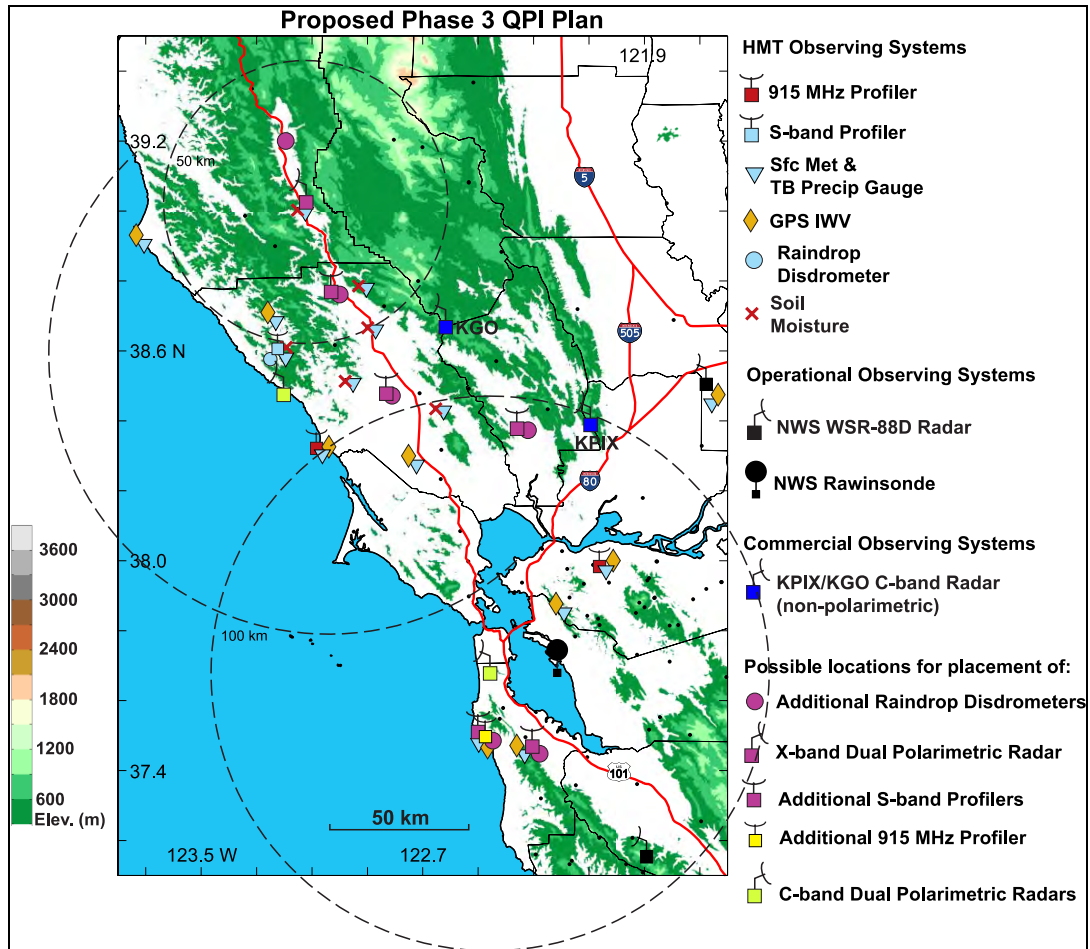 Proposed Phase 3 QPI Plan
121.9
39.2
50 km
5
KGO
505
38.6 N
KPIX
80
38.0
100 km
37.4
US
101
50 km
123.5 W
122.7
3600
3000
2400
1800
1200
600
Elev. (m)
HMT Observing Systems
915 MHz Profiler
S-band Profiler
Sfc Met &
TB Precip Gauge
GPS IWV
Raindrop
Disdrometer
Soil
Moisture
Operational Observing Systems
NWS WSR-88D Radar
NWS Rawinsonde
Commercial Observing Systems
KPIX/KGO C-band Radar
(non-polarimetric)
Possible locations for placement of:
Additional Raindrop Disdrometers
X-band Dual Polarimetric Radar
Additional S-band Profilers
Additional 915 MHz Profiler
C-band Dual Polarimetric Radars